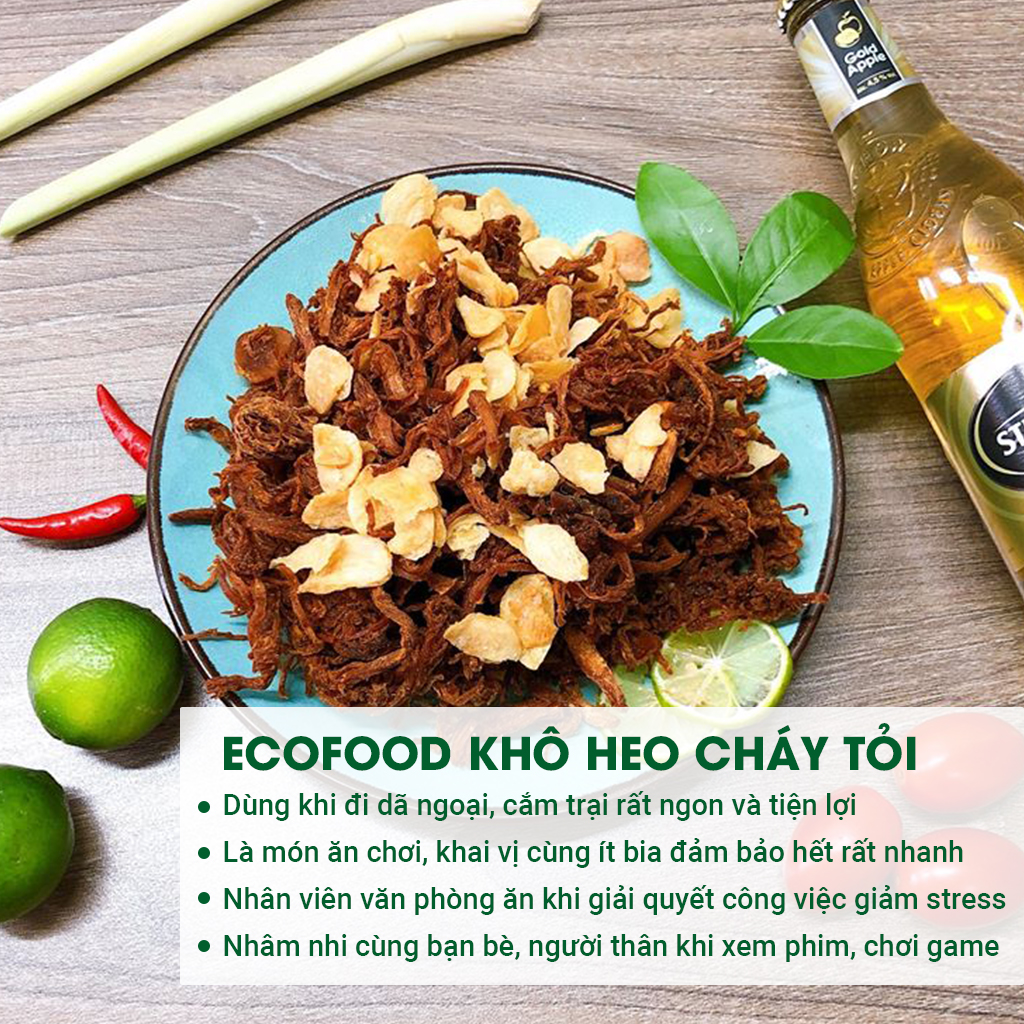 Gold
Apple
ECOFOOD KHÔ HEO CHÁY TỎI
• Dùng khi đi dã ngoại, cắm trại rất ngon và tiện lợi
• Là món ăn chơi, khai vị cùng ít bia đảm bảo hết rất nhanh
• Nhân viên văn phòng ăn khi giải quyết công việc giảm stress
• Nhâm nhi cùng bạn bè, người thân khi xem phim, chơi game